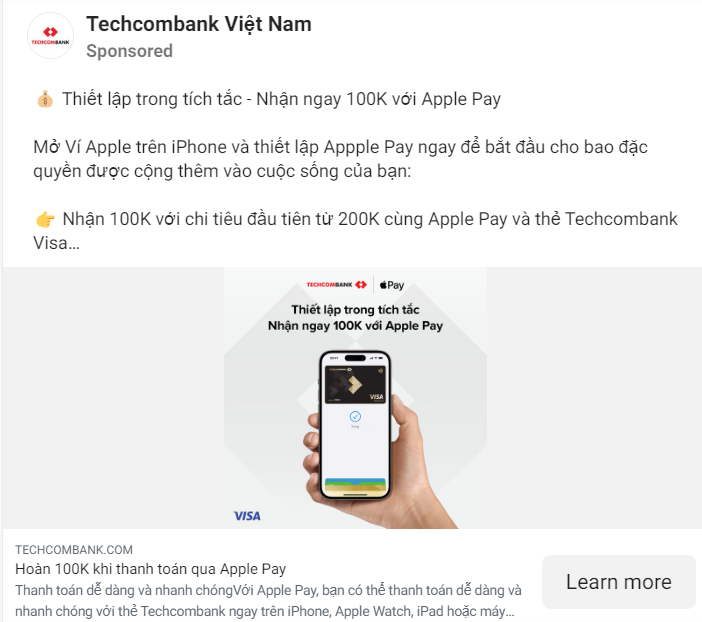 Techcombank Việt Nam
Sponsored
💰 Thiết lập trong tích tắc - Nhận ngay 100K với Apple Pay
Mở Ví Apple trên iPhone và thiết lập Appple Pay ngay để bắt đầu cho bao đặc
quyền được cộng thêm vào cuộc sống của bạn:
👉 Nhận 100K với chi tiêu đầu tiên từ 200K cùng Apple Pay và thẻ Techcombank
Visa...
TECHCOMBANK Pay
Thiết lập trong tích tắc
Nhận ngay 100K với Apple Pay
VISA
VISA
TECHCOMBANK.COM
Hoàn 100K khi thanh toán qua Apple Pay
Thanh toán dễ dàng và nhanh chóngVới Apple Pay, bạn có thể thanh toán dễ dàng và
nhanh chóng với thẻ Techcombank ngay trên iPhone, Apple Watch, iPad hoặc máy...
Learn more